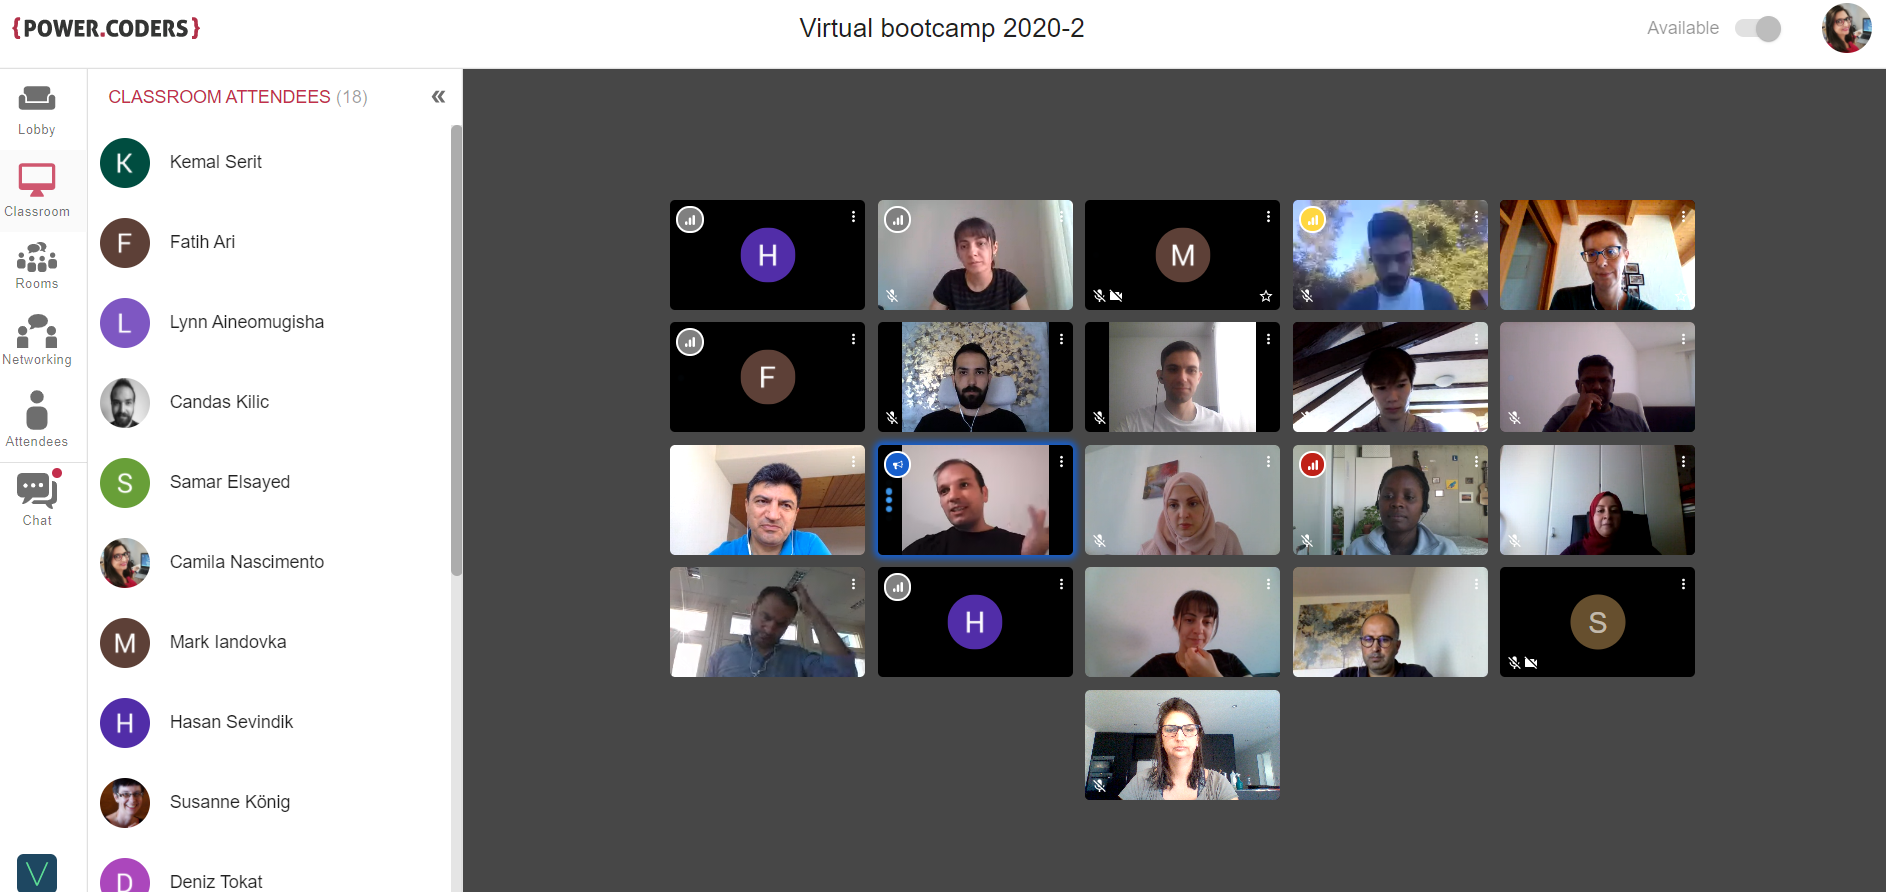 {POWER.CODERS}
Virtual bootcamp 2020-2
Available
Lobby
Classroom
Rooms
Networking
Attendees
Chat
CLASSROOM ATTENDEES (18)
«
K Kemal Serit
F Fatih Ari
L Lynn Aineomugisha
Candas Kilic
S Samar Elsayed
Camila Nascimento
M Mark Iandovka
H Hasan Sevindik
Susanne König
D Deniz Tokat
H
M
F
H
S
V